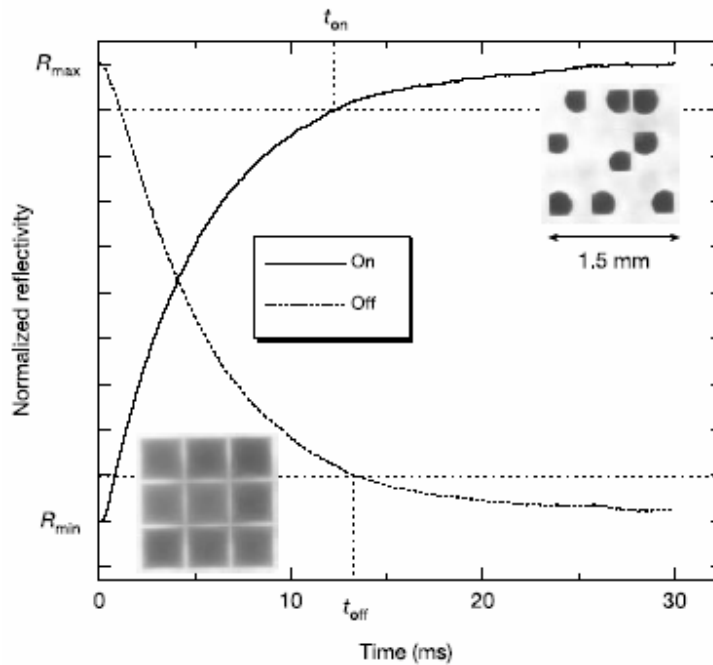 t_on
R_max
Normalized reflectivity
On
Off
1.5 mm
R_min
0
10
20
30
t_off
Time (ms)